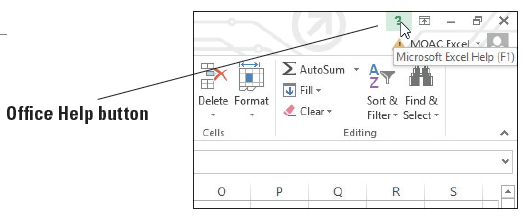 ?
MOAC Excel
Microsoft Excel Help (F1)
AutoSum
Fill
Clear
Delete Format
Sort & Find &
Filter Select
Cells
Editing
Office Help button
O P Q R S